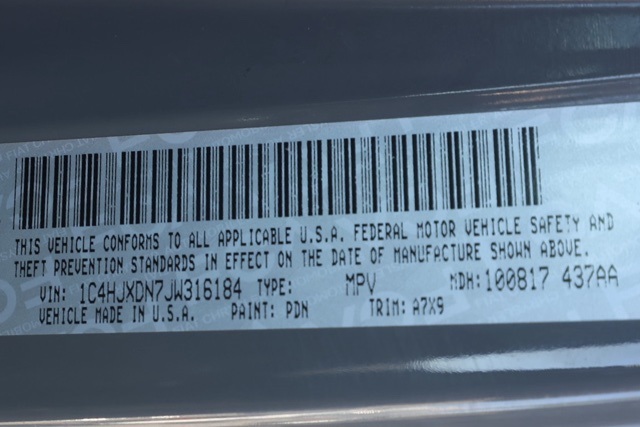 THIS VEHICLE CONFORMS TO ALL APPLICABLE U.S.A. FEDERAL MOTOR VEHICLE SAFETY AND
THEFT PREVENTION STANDARDS IN EFFECT ON THE DATE OF MANUFACTURE SHOWN ABOVE.
VIN: 1C4HJXDN7JW316184 TYPE: MPV MDH:100817 437AA
VEHICLE MADE IN U.S.A. PAINT: PDN TRIM: A7X9